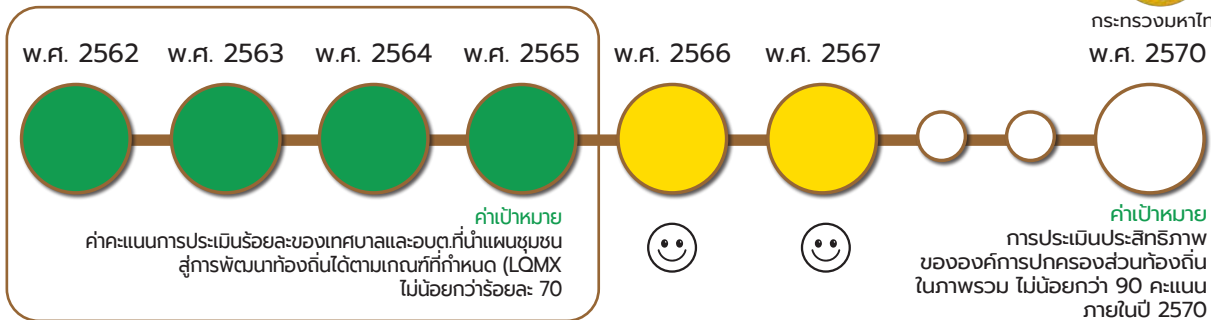 กระทรวงมหาไท
พ.ศ. 2562 พ.ศ. 2563 พ.ศ. 2564 พ.ศ. 2565 พ.ศ. 2566 พ.ศ. 2567 พ.ศ. 2570
ค่าเป้าหมาย
ค่าคะแนนการประเมินร้อยละของเทศบาลและอบต.ที่นำแผนชุมชน
สู่การพัฒนาท้องถิ่นได้ตามเกณฑ์ที่กำหนด (LQMX
ไม่น้อยกว่าร้อยละ 70
ค่าเป้าหมาย
การประเมินประสิทธิภาพ
ขององค์การปกครองส่วนท้องถิ่น
ในภาพรวม ไม่น้อยกว่า 90 คะแนน
ภายในปี 2570